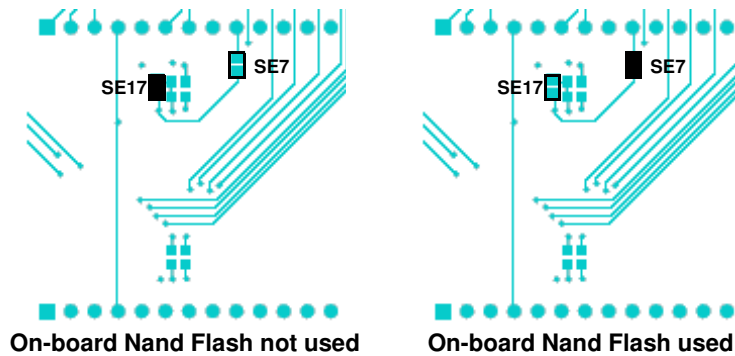 SE7
SE17
On-board Nand Flash not used
SE7
SE17
On-board Nand Flash used